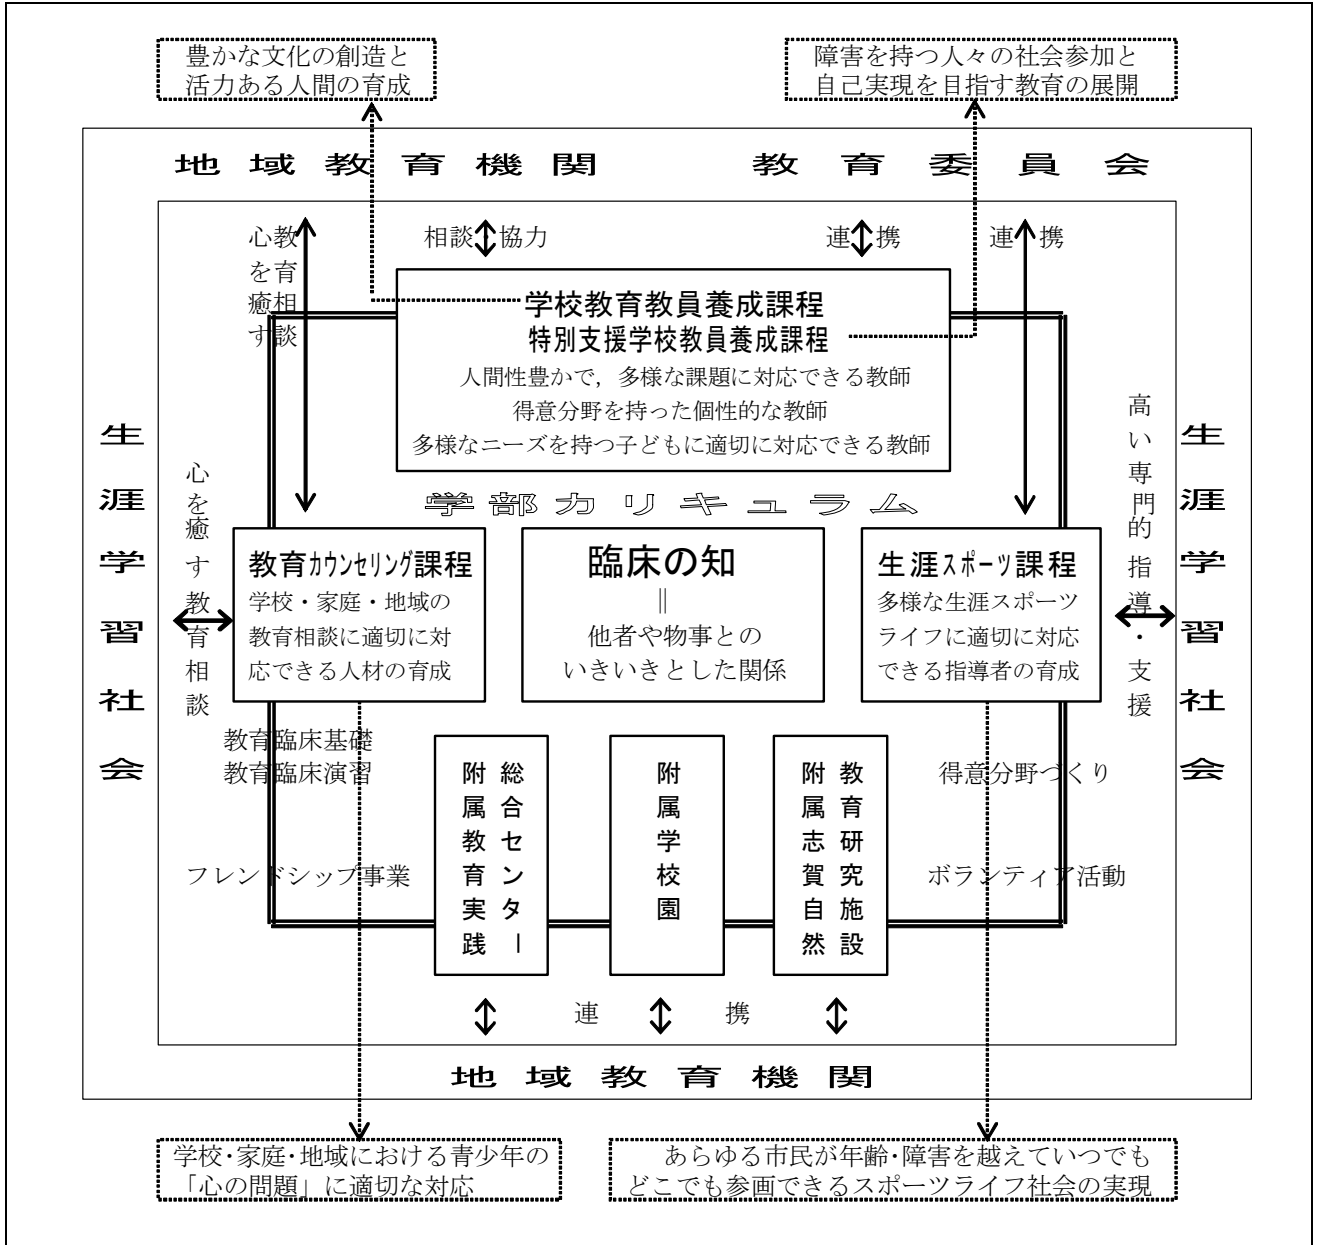 豊かな文化の創造と
活力ある人間の育成
障害を持つ人々の社会参加と
自己実現を目指す教育の展開
地域教育機関
教育委員会
心を癒す
教育相談
相談・協力
連携
連携
学校教育教員養成課程
特別支援学校教員養成課程
人間性豊かで，多様な課題に対応できる教師
得意分野を持った個性的な教師
多様なニーズを持つ子どもに適切に対応できる教師
生涯学習社会
心を癒す教育相談
高い専門的指導・支援
生涯学習社会
学部カリキュラム
教育ｶｳﾝｾﾘﾝｸﾞ課程
学校・家庭・地域の
教育相談に適切に対
応できる人材の育成
臨床の知
∥
他者や物事との
いきいきとした関係
生涯ｽﾎﾟｰﾂ課程
多様な生涯スポーツ
ライフに適切に対応
できる指導者の育成
教育臨床基礎
教育臨床演習
フレンドシップ事業
附属教育実践
総合センター
附属学校園
附属志賀自然
教育研究施設
得意分野づくり
ボランティア活動
連携
地域教育機関
学校･家庭･地域における青少年の
「心の問題」に適切な対応
あらゆる市民が年齢･障害を越えていつでも
どこでも参画できるスポーツライフ社会の実現